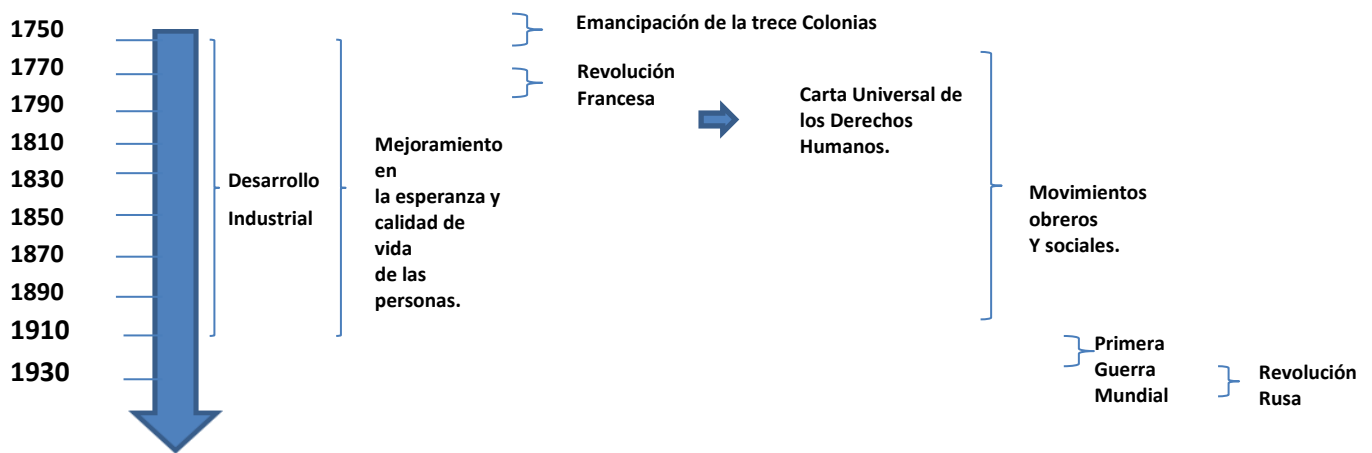 1750
1770
1790
1810
1830
1850
1870
1890
1910
1930
Desarrollo
Industrial
Mejoramiento
en
la esperanza y
calidad de
vida
de las
personas.
Emancipación de la trece Colonias
Revolución
Francesa
Carta Universal de
los Derechos
Humanos.
Movimientos
obreros
Y sociales.
Primera
Guerra
Mundial
Revolución
Rusa